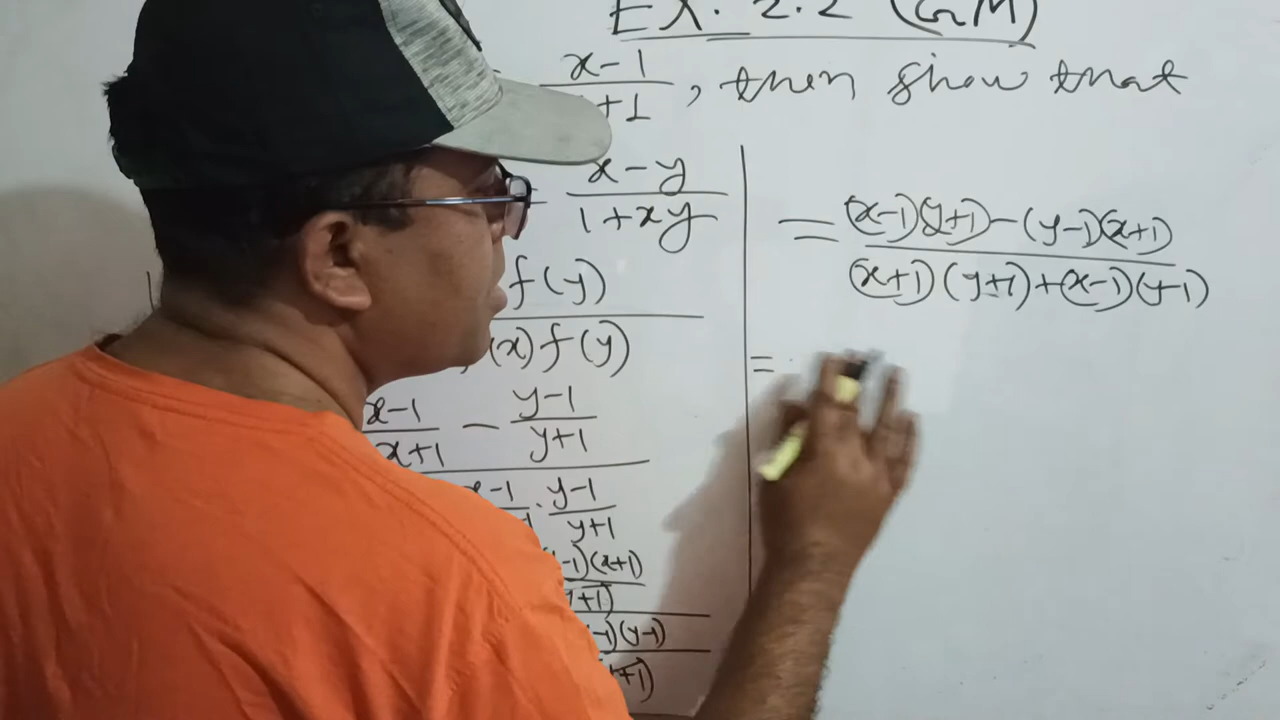 EX. 2.2 (GM)
x-1/x+1, then show that
= x-y/1+xy
f(y)
(x)f(y)
x-1/x+1 - y-1/y+1
x-1 . y-1/y+1
-1)(x+1)
y+1)
-1)(y-1)
+1)
= (x-1)(y+1)-(y-1)(x+1)/(x+1)(y+1)+(x-1)(y-1)
=